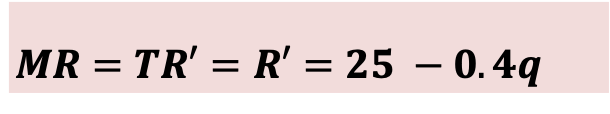 MR = TR′ = R′ = 25 − 0.4q